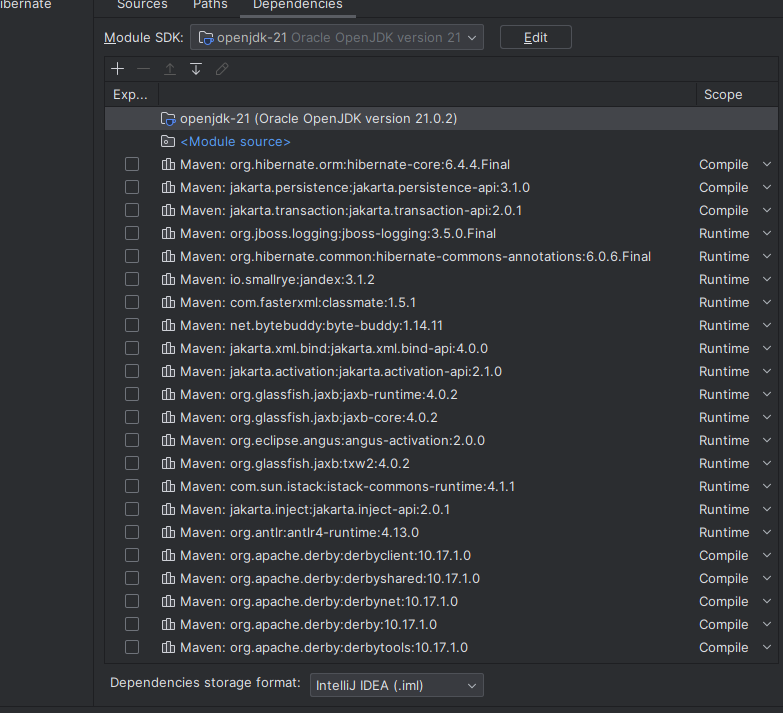 ibernate
Sources Paths Dependencies
Module SDK: openjdk-21 Oracle OpenJDK version 21 Edit
Exp... Scope
openjdk-21 (Oracle OpenJDK version 21.0.2)
<Module source>
Maven: org.hibernate.orm:hibernate-core:6.4.4.Final Compile
Maven: jakarta.persistence:jakarta.persistence-api:3.1.0 Compile
Maven: jakarta.transaction:jakarta.transaction-api:2.0.1 Compile
Maven: org.jboss.logging:jboss-logging:3.5.0.Final Runtime
Maven: org.hibernate.common:hibernate-commons-annotations:6.0.6.Final Runtime
Maven: io.smallrye:jandex:3.1.2 Runtime
Maven: com.fasterxml:classmate:1.5.1 Runtime
Maven: net.bytebuddy:byte-buddy:1.14.11 Runtime
Maven: jakarta.xml.bind:jakarta.xml.bind-api:4.0.0 Runtime
Maven: jakarta.activation:jakarta.activation-api:2.1.0 Runtime
Maven: org.glassfish.jaxb:jaxb-runtime:4.0.2 Runtime
Maven: org.glassfish.jaxb:jaxb-core:4.0.2 Runtime
Maven: org.eclipse.angus:angus-activation:2.0.0 Runtime
Maven: org.glassfish.jaxb:txw2:4.0.2 Runtime
Maven: com.sun.istack:istack-commons-runtime:4.1.1 Runtime
Maven: jakarta.inject:jakarta.inject-api:2.0.1 Runtime
Maven: org.antlr:antlr4-runtime:4.13.0 Runtime
Maven: org.apache.derby:derbyclient:10.17.1.0 Compile
Maven: org.apache.derby:derbyshared:10.17.1.0 Compile
Maven: org.apache.derby:derbynet:10.17.1.0 Compile
Maven: org.apache.derby:derby:10.17.1.0 Compile
Maven: org.apache.derby:derbytools:10.17.1.0 Compile
Dependencies storage format: IntelliJ IDEA (.iml)